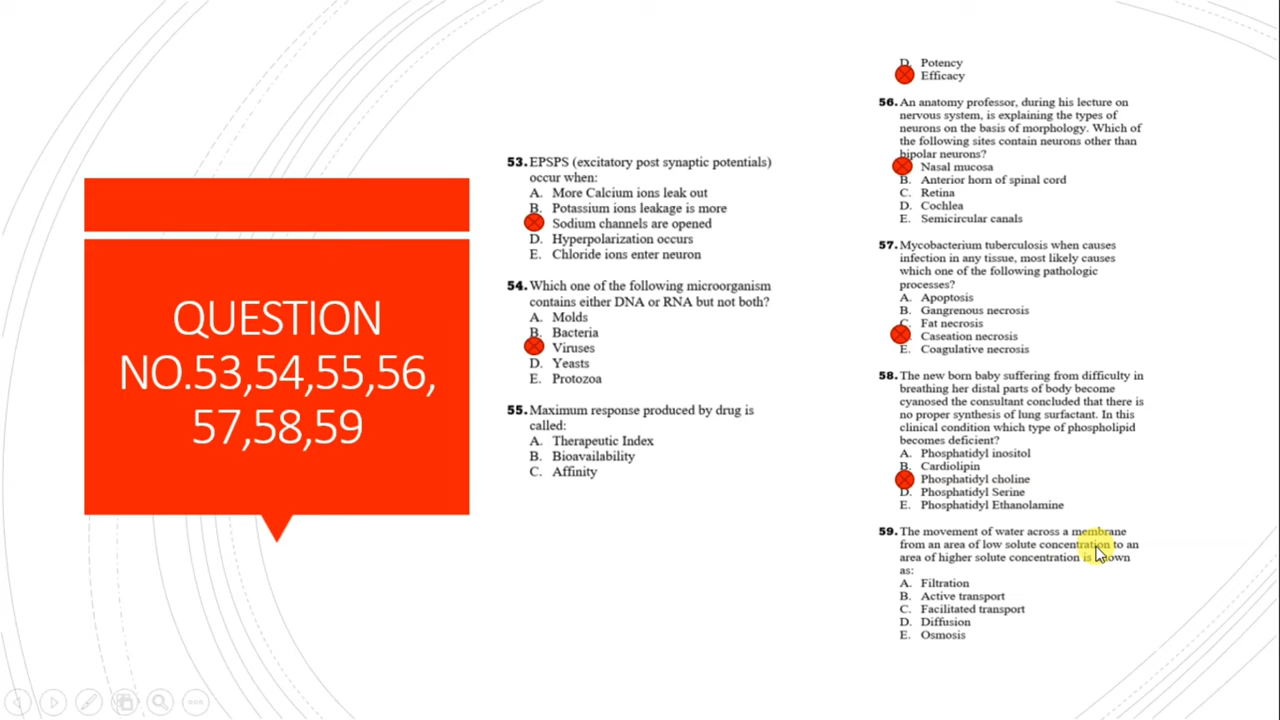 QUESTION
NO.53,54,55,56,
57,58,59
53. EPSPS (excitatory post synaptic potentials)
occur when:
A. More Calcium ions leak out
B. Potassium ions leakage is more
Sodium channels are opened
D. Hyperpolarization occurs
E. Chloride ions enter neuron
54. Which one of the following microorganism
contains either DNA or RNA but not both?
A. Molds
B. Bacteria
Viruses
D. Yeasts
E. Protozoa
55. Maximum response produced by drug is
called:
A. Therapeutic Index
B. Bioavailability
C. Affinity
D. Potency
Efficacy
56. An anatomy professor, during his lecture on
nervous system, is explaining the types of
neurons on the basis of morphology. Which of
the following sites contain neurons other than
bipolar neurons?
Nasal mucosa
B. Anterior horn of spinal cord
C. Retina
D. Cochlea
E. Semicircular canals
57. Mycobacterium tuberculosis when causes
infection in any tissue, most likely causes
which one of the following pathologic
processes?
A. Apoptosis
B. Gangrenous necrosis
C. Fat necrosis
Caseation necrosis
E. Coagulative necrosis
58. The new born baby suffering from difficulty in
breathing her distal parts of body become
cyanosed the consultant concluded that there is
no proper synthesis of lung surfactant. In this
clinical condition which type of phospholipid
becomes deficient?
A. Phosphatidyl inositol
B. Cardiolipin
Phosphatidyl choline
D. Phosphatidyl Serine
E. Phosphatidyl Ethanolamine
59. The movement of water across a membrane
from an area of low solute concentration to an
area of higher solute concentration is known
as:
A. Filtration
B. Active transport
C. Facilitated transport
D. Diffusion
E. Osmosis